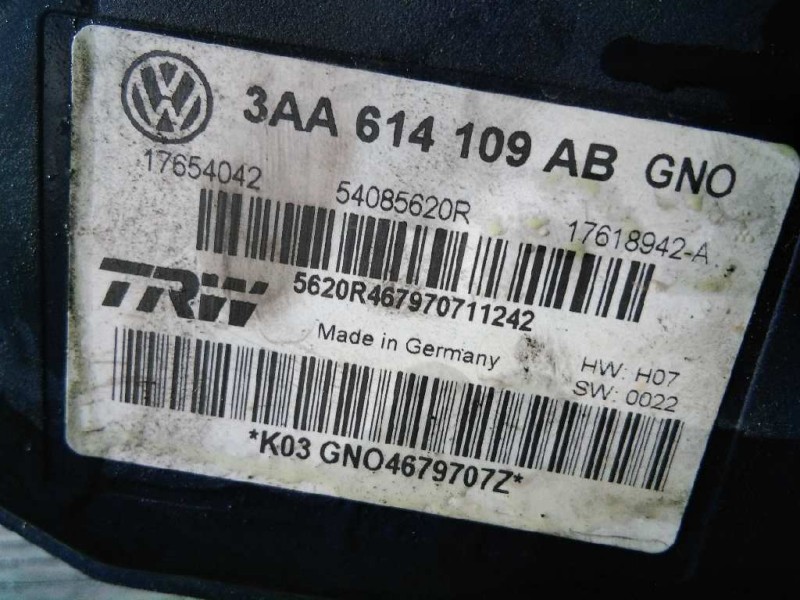 3AA 614 109 AB GNO
17654042 54085620R 17618942-A
TRW
5620R467970711242
Made in Germany
HW: H07
SW: 0022
*K03 GNO4679707Z*